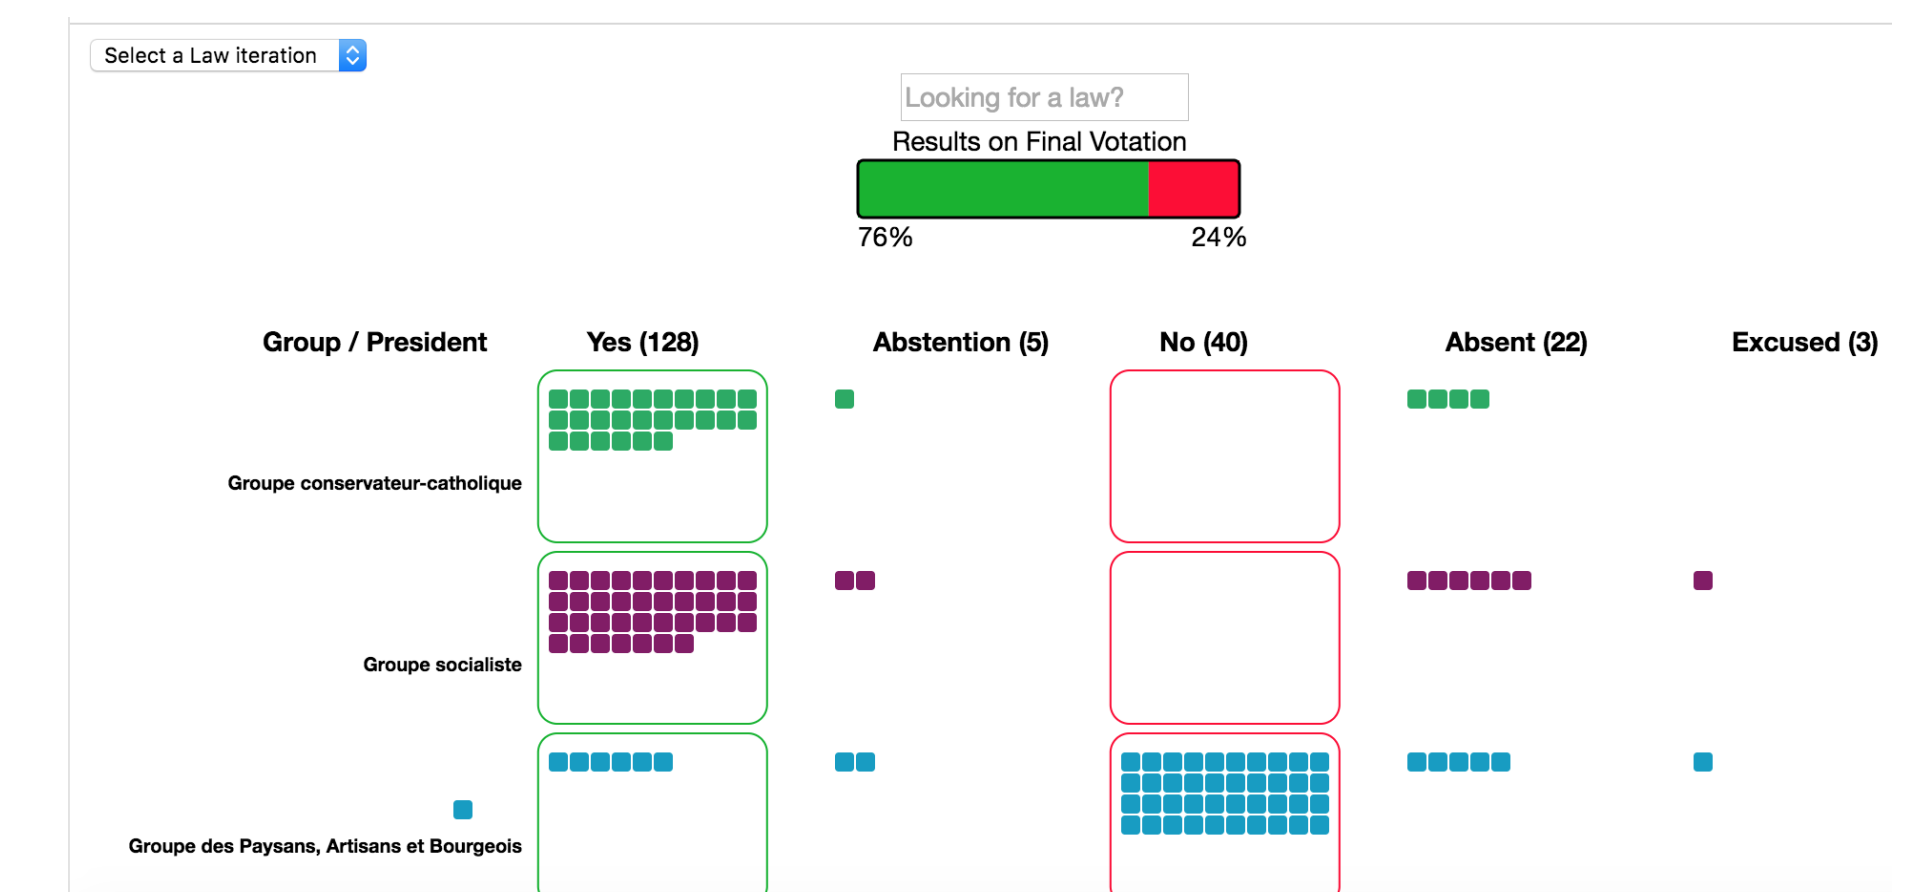 Select a Law iteration
Looking for a law?
Results on Final Votation
76% 24%
Group / President Yes (128) Abstention (5) No (40) Absent (22) Excused (3)
Groupe conservateur-catholique
Groupe socialiste
Groupe des Paysans, Artisans et Bourgeois